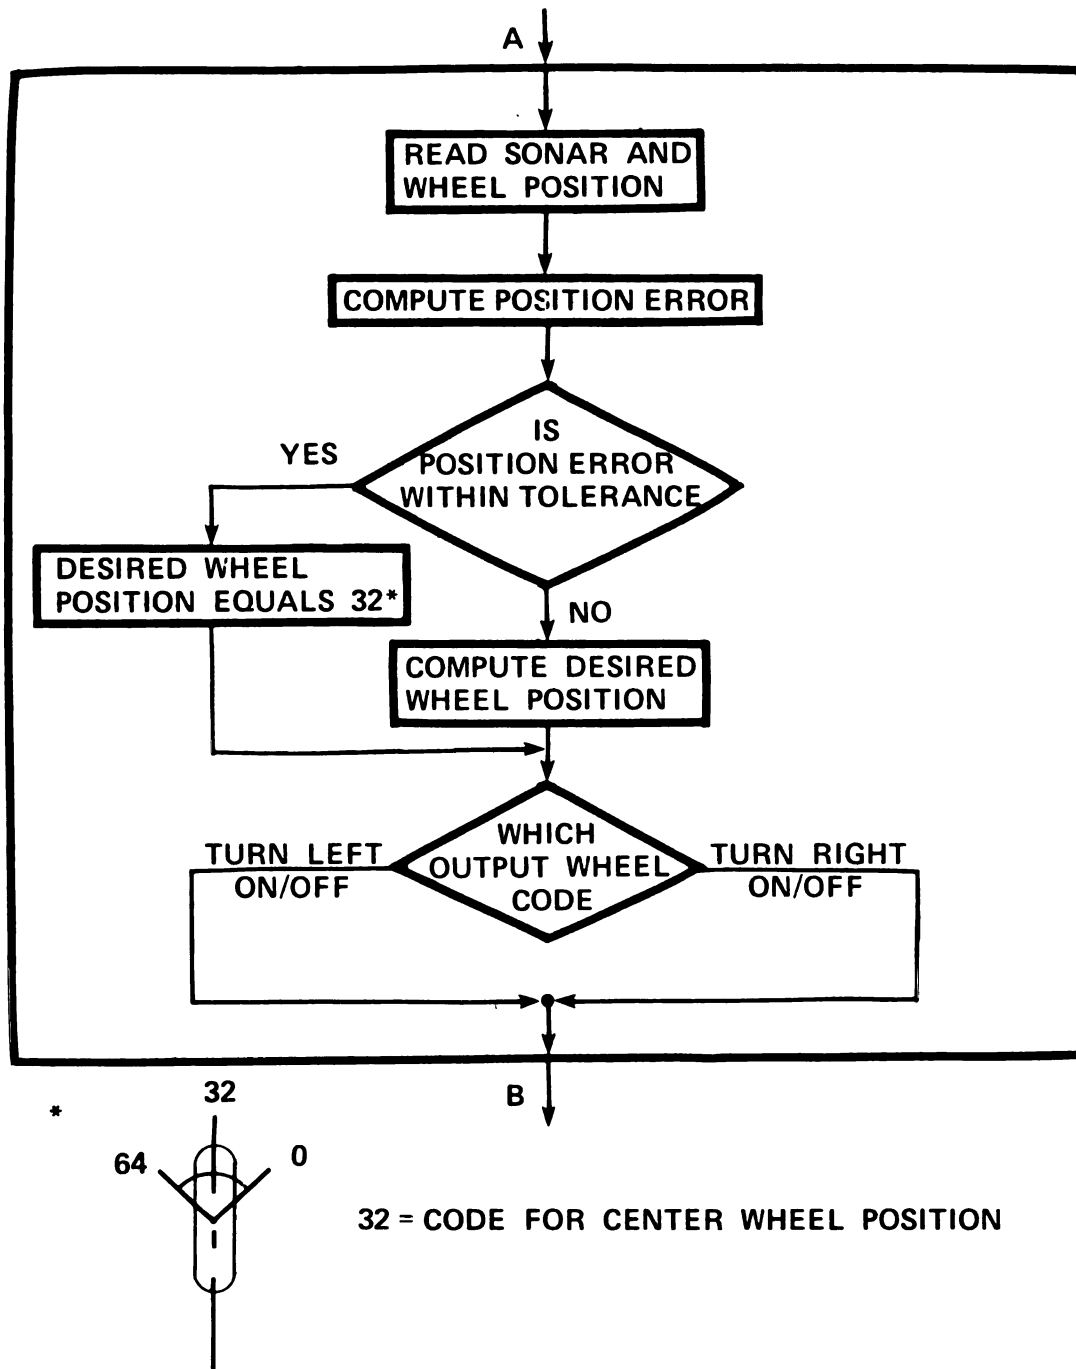 A
READ SONAR AND
WHEEL POSITION
COMPUTE POSITION ERROR
IS
POSITION ERROR
WITHIN TOLERANCE
YES
DESIRED WHEEL
POSITION EQUALS 32*
NO
COMPUTE DESIRED
WHEEL POSITION
WHICH
OUTPUT WHEEL
CODE
TURN LEFT
ON/OFF
TURN RIGHT
ON/OFF
B
*
32
64
0
32 = CODE FOR CENTER WHEEL POSITION